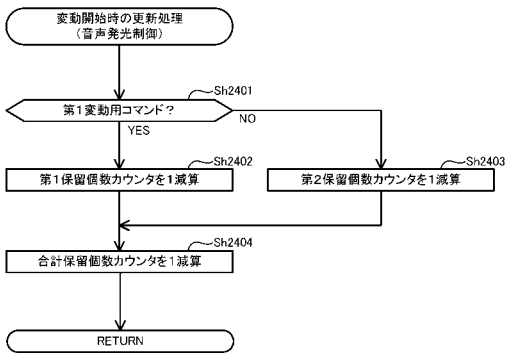 変動開始時の更新処理
(音声発光制御)
Sh2401
第1変動用コマンド?
YES
NO
Sh2402
第1保留個数カウンタを1減算
Sh2403
第2保留個数カウンタを1減算
Sh2404
合計保留個数カウンタを1減算
RETURN